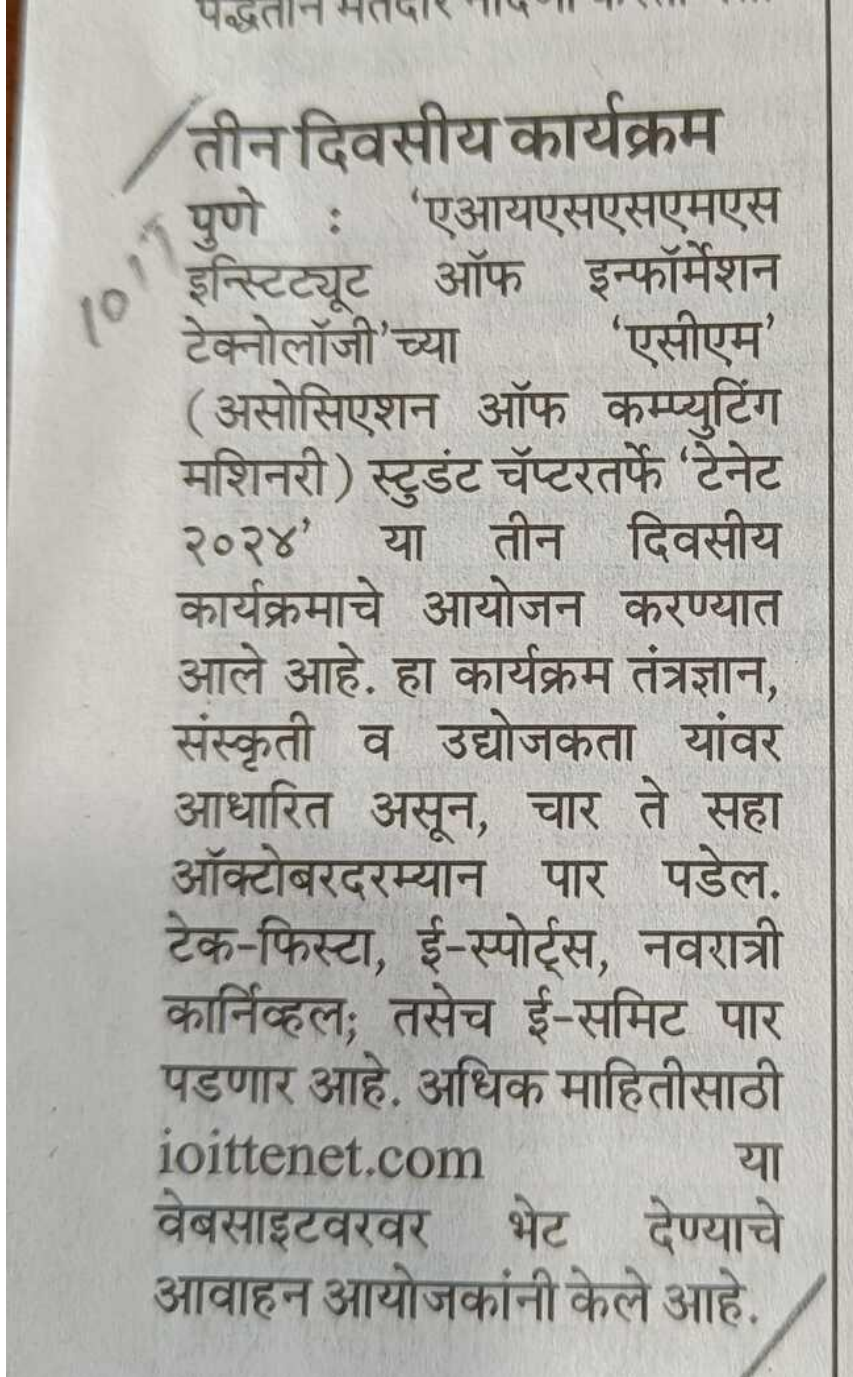 तीन दिवसीय कार्यक्रम
पुणे : ‘एआयएसएसएमएस
इन्स्टिट्यूट ऑफ इन्फॉर्मेशन
टेक्नोलॉजी’च्या ‘एसीएम’
(असोसिएशन ऑफ कम्प्युटिंग
मशिनरी) स्टुडंट चॅप्टरतर्फे ‘टेनेट
२०२४’ या तीन दिवसीय
कार्यक्रमाचे आयोजन करण्यात
आले आहे. हा कार्यक्रम तंत्रज्ञान,
संस्कृती व उद्योजकता यांवर
आधारित असून, चार ते सहा
ऑक्टोबरदरम्यान पार पडेल.
टेक-फिस्टा, ई-स्पोर्ट्स, नवरात्री
कार्निव्हल; तसेच ई-समिट पार
पडणार आहे. अधिक माहितीसाठी
ioittenet.com या
वेबसाइटवरवर भेट देण्याचे
आवाहन आयोजकांनी केले आहे.